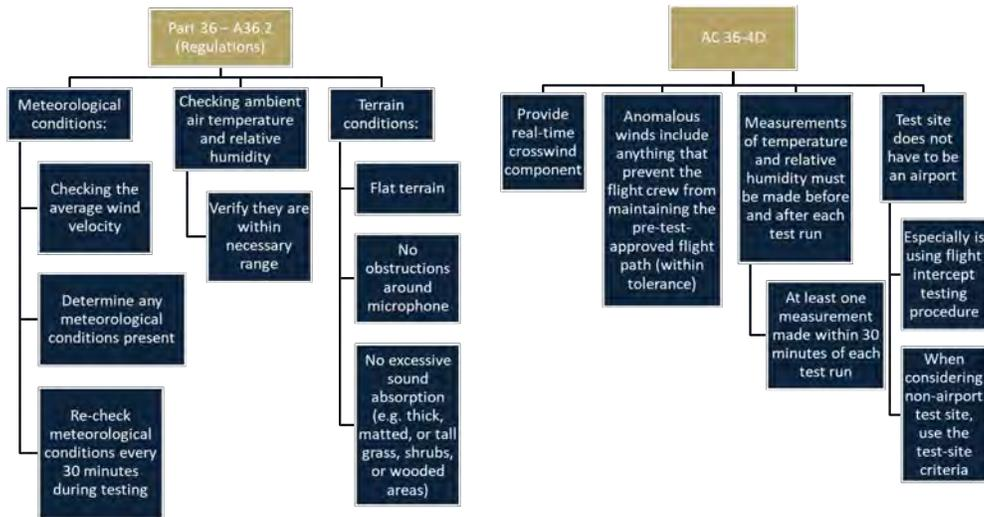 Part 36 – A36.2
(Regulations)
Meteorological
conditions:
Checking the
average wind
velocity
Determine any
meteorological
conditions present
Re-check
meteorological
conditions every
30 minutes
during testing
Checking ambient
air temperature
and relative
humidity
Verify they are
within
necessary
range
Terrain
conditions:
Flat terrain
No
obstructions
around
microphone
No excessive
sound
absorption
(e.g. thick,
matted, or tall
grass, shrubs,
or wooded
areas)
AC 36-4D
Provide
real-time
crosswind
component
Anomalous
winds include
anything that
prevent the
flight crew from
maintaining the
pre-test-
approved flight
path (within
tolerance)
Measurements
of temperature
and relative
humidity must
be made before
and after each
test run
At least one
measurement
made within 30
minutes of each
test run
Test site
does not
have to be
an airport
Especially is
using flight
intercept
testing
procedure
When
considering
non-airport
test site,
use the
test-site
criteria